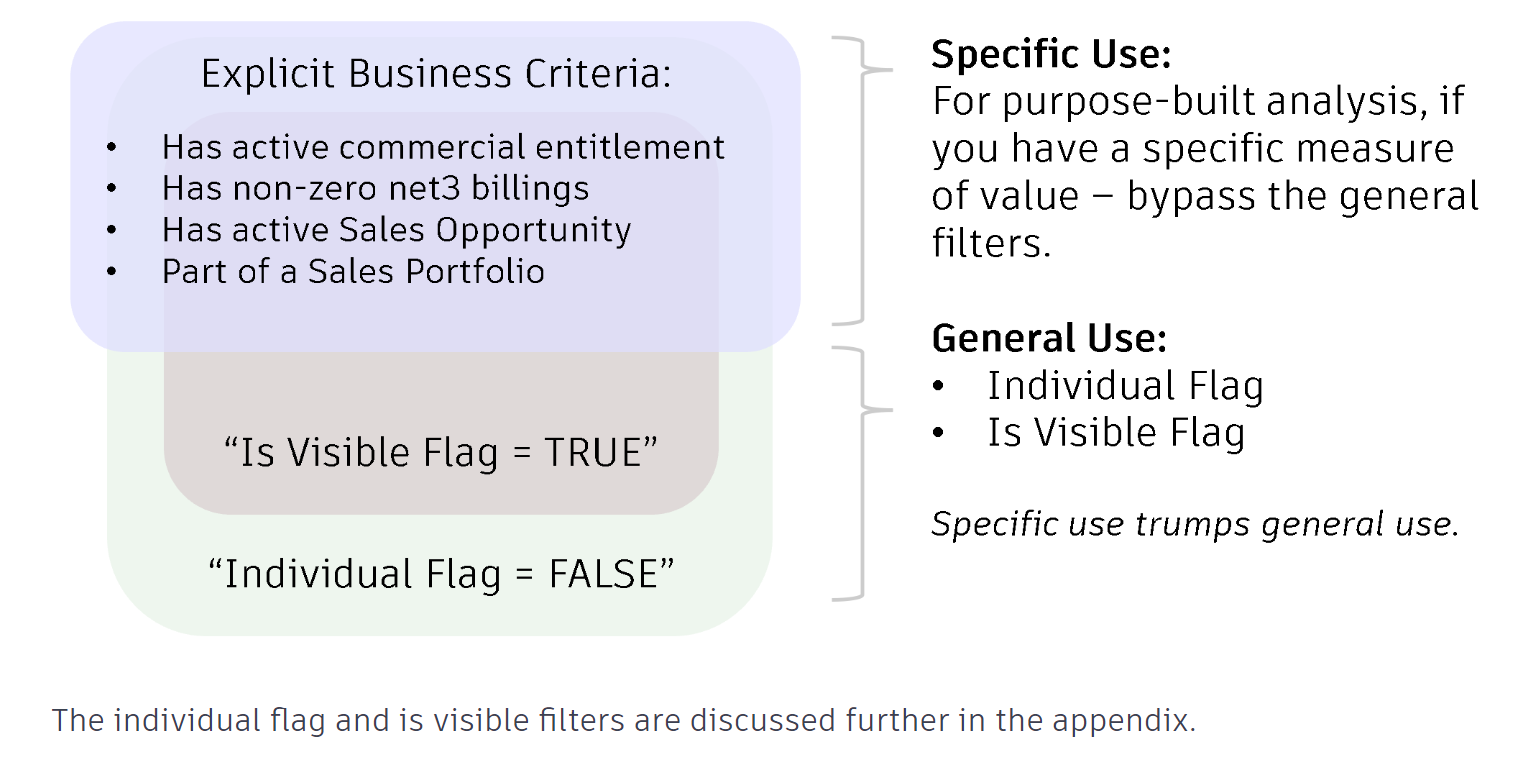 Explicit Business Criteria:
• Has active commercial entitlement
• Has non-zero net3 billings
• Has active Sales Opportunity
• Part of a Sales Portfolio
“Is Visible Flag = TRUE”
“Individual Flag = FALSE”
Specific Use:
For purpose-built analysis, if
you have a specific measure
of value – bypass the general
filters.
General Use:
• Individual Flag
• Is Visible Flag
Specific use trumps general use.
The individual flag and is visible filters are discussed further in the appendix.